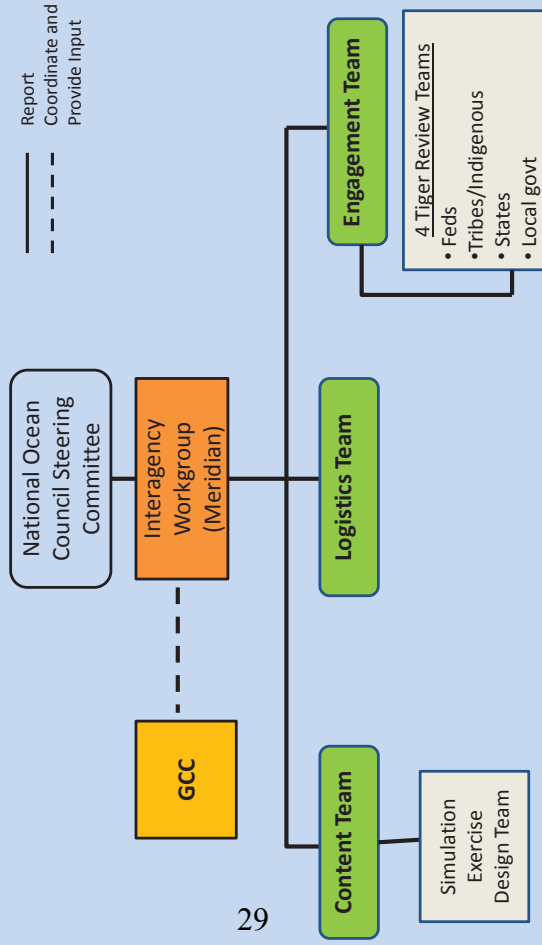 Report
Coordinate and
Provide Input
National Ocean
Council Steering
Committee
GCC
Interagency
Workgroup
(Meridian)
Content Team
Logistics Team
Engagement Team
Simulation
Exercise
Design Team
4 Tiger Review Teams
• Feds
•Tribes/Indigenous
• States
• Local govt
29